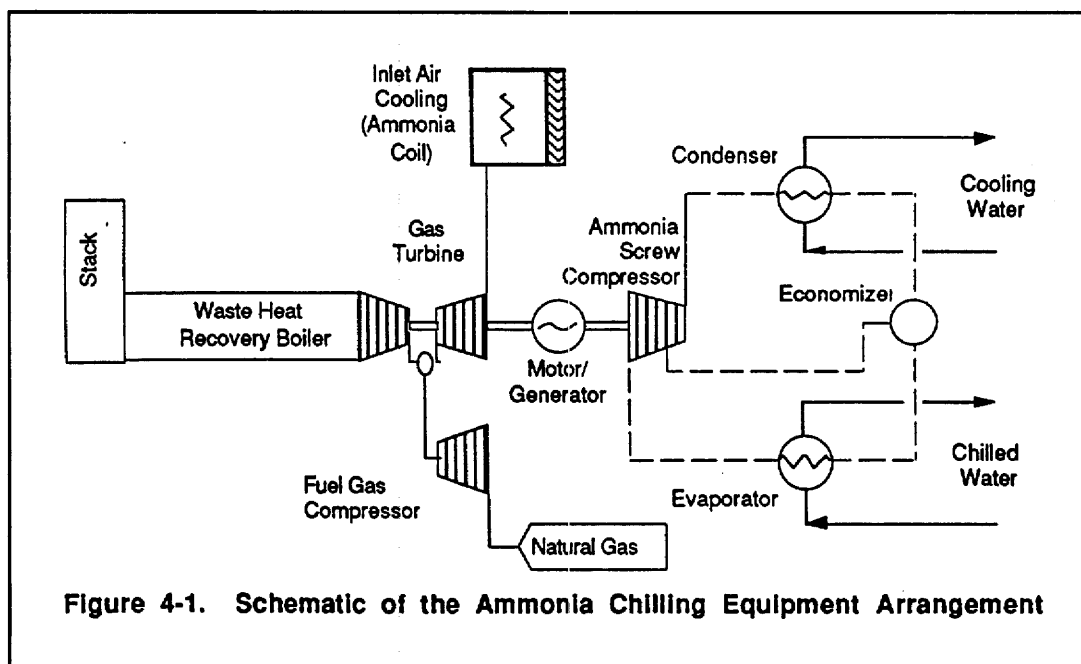 Inlet Air
Cooling
(Ammonia
Coil)
Condenser
Cooling
Water
Stack
Gas
Turbine
Ammonia
Screw
Compressor
Economizer
Waste Heat
Recovery Boiler
Motor/
Generator
Chilled
Water
Evaporator
Fuel Gas
Compressor
Natural Gas
Figure 4-1. Schematic of the Ammonia Chilling Equipment Arrangement